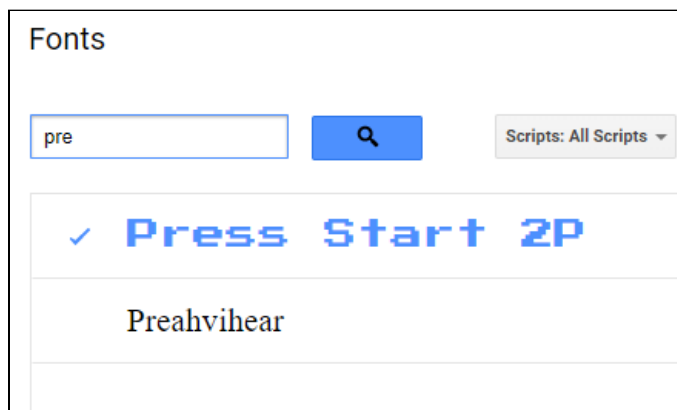 Fonts
pre
Scripts: All Scripts
Press Start 2P
Preahvihear